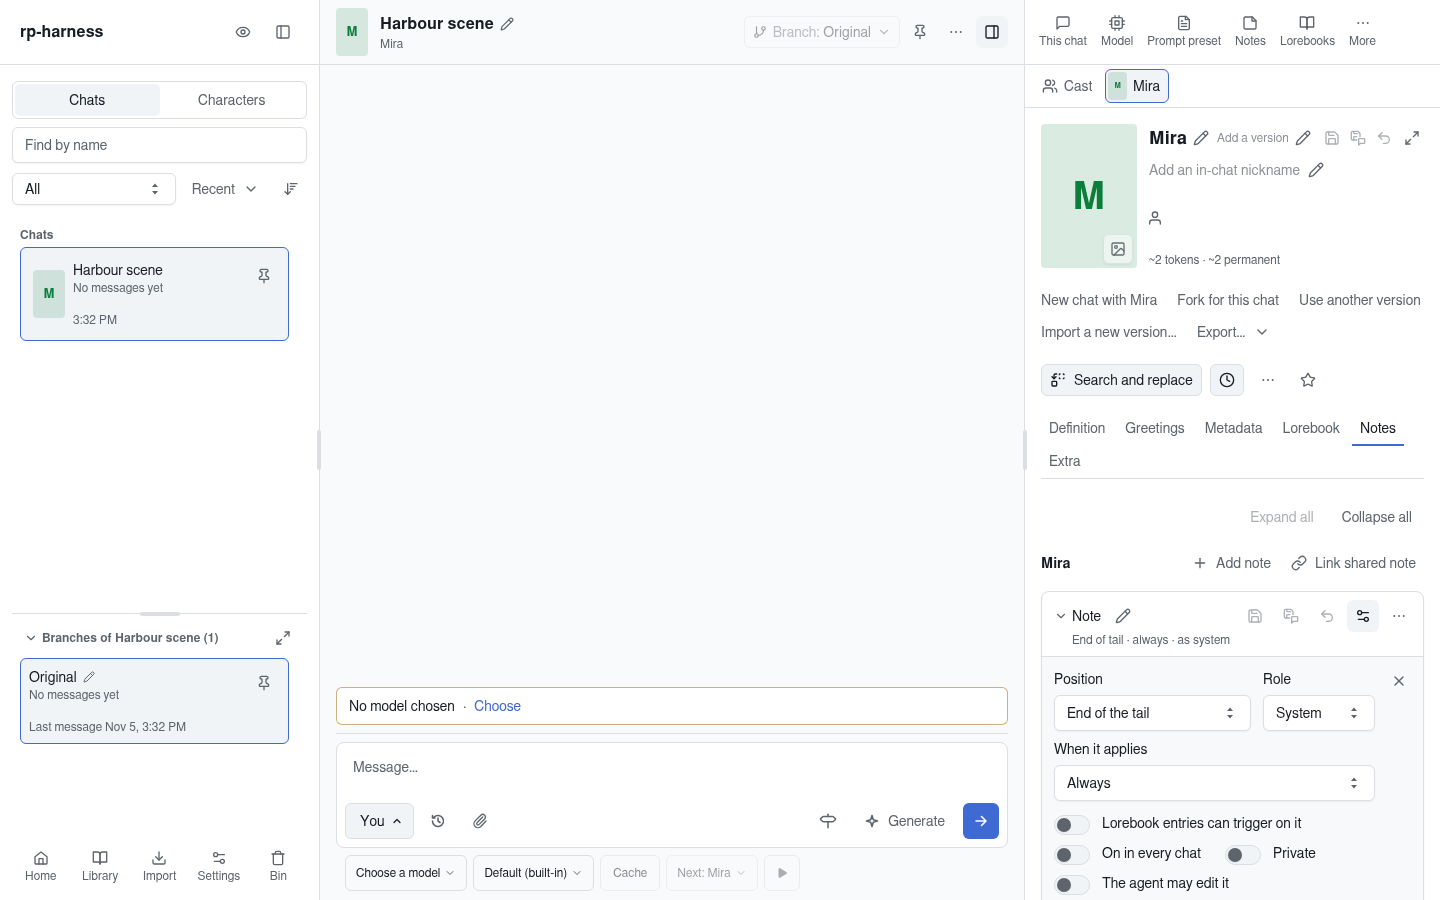 rp-harness
Chats
Characters
Find by name
All
Recent
Chats
M
Harbour scene
No messages yet
3:32 PM
Branches of Harbour scene (1)
Original
No messages yet
Last message Nov 5, 3:32 PM
Home
Library
Import
Settings
Bin
M
Harbour scene
Mira
Branch: Original
No model chosen · Choose
Message...
You
Generate
Choose a model
Default (built-in)
Cache
Next: Mira
This chat
Model
Prompt preset
Notes
Lorebooks
More
Cast
M
Mira
M
Mira
Add a version
Add an in-chat nickname
~2 tokens · ~2 permanent
New chat with Mira
Fork for this chat
Use another version
Import a new version...
Export...
Search and replace
Definition
Greetings
Metadata
Lorebook
Notes
Extra
Expand all
Collapse all
Mira
Add note
Link shared note
Note
End of tail · always · as system
Position
Role
End of the tail
System
When it applies
Always
Lorebook entries can trigger on it
On in every chat
Private
The agent may edit it